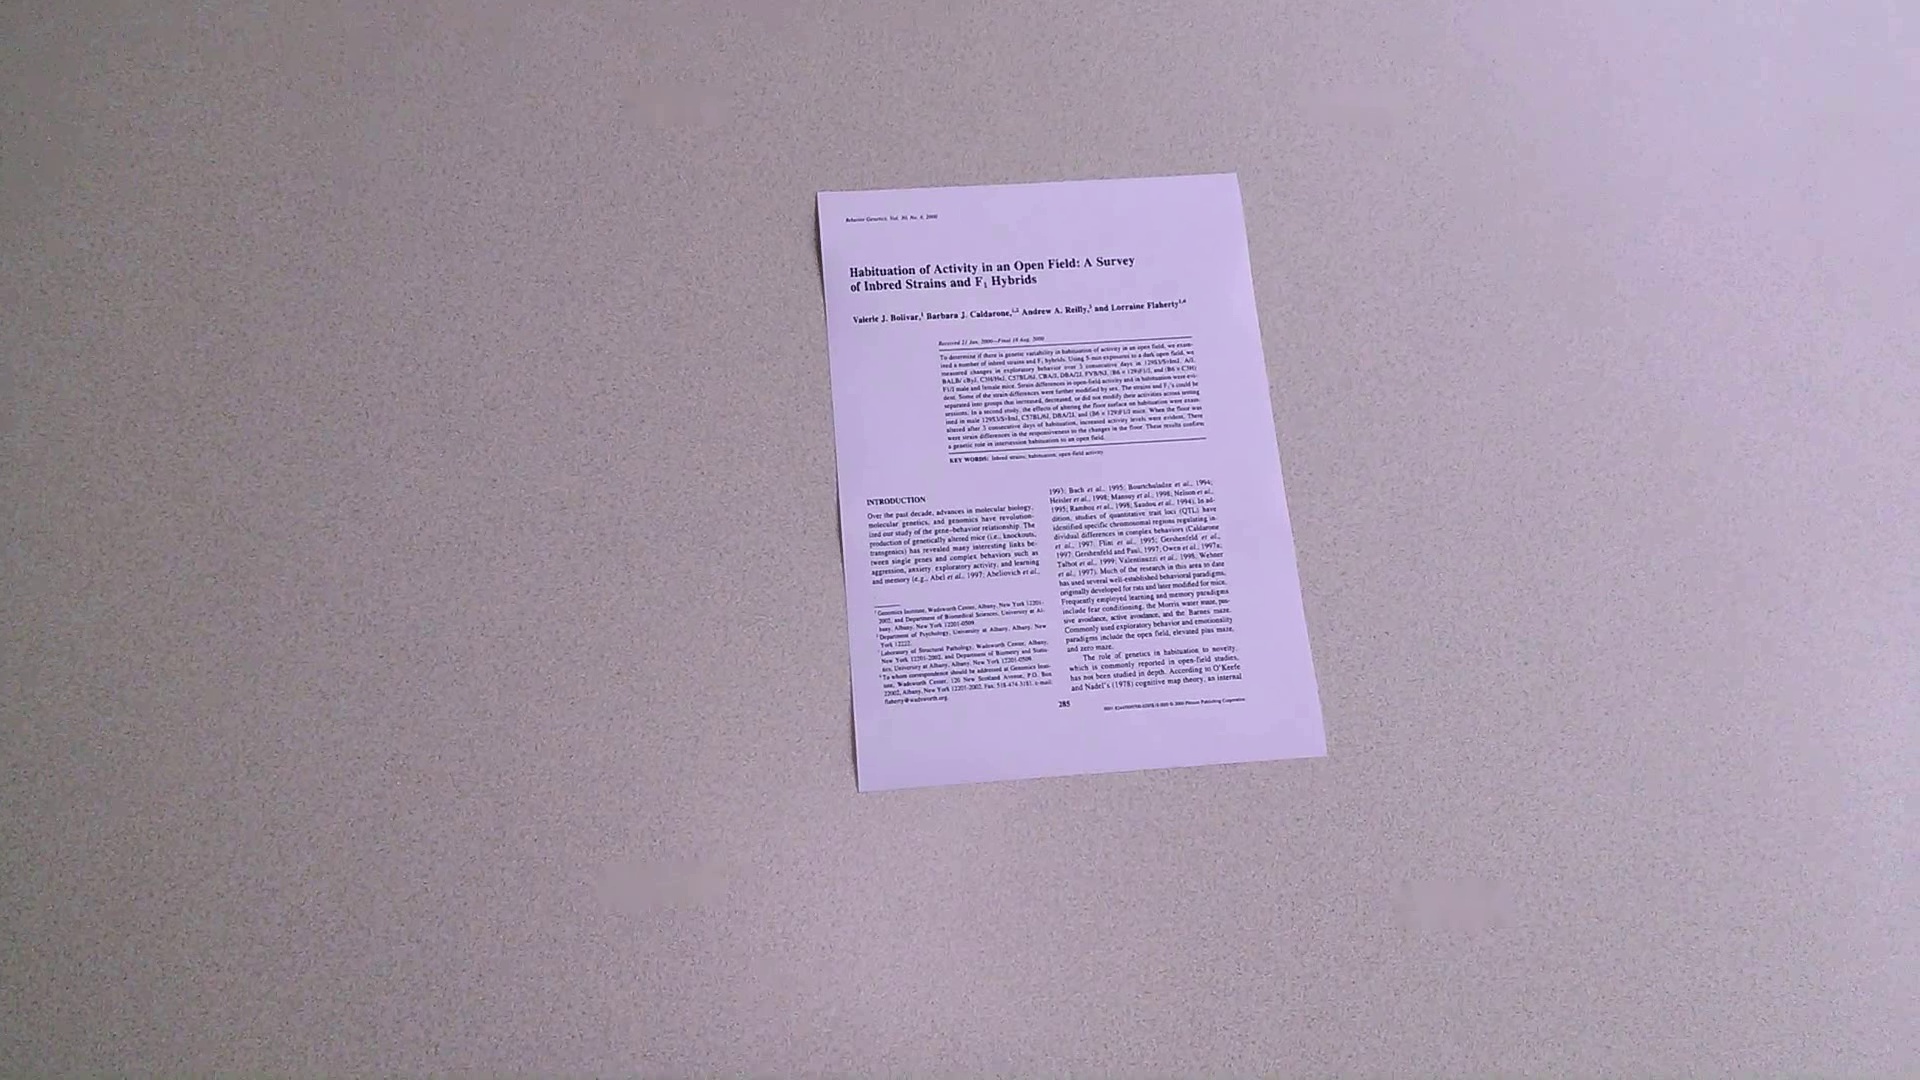 Behavior Genetics, Vol. 30, No. 4, 2000
Habituation of Activity in an Open Field: A Survey
of Inbred Strains and F1 Hybrids
Valerie J. Bolivar,1 Barbara J. Caldarone,1,2 Andrew A. Reilly,3 and Lorraine Flaherty1,4
Received 21 Jan. 2000—Final 18 Aug. 2000
To determine if there is genetic variability in habituation of activity in an open field, we exam-
ined a number of inbred strains and F1 hybrids. Using 5-min exposures to a dark open field, we
measured changes in exploratory behavior over 3 consecutive days in 129S3/SvImJ, A/J,
BALB/cByJ, C3H/HeJ, C57BL/6J, CBA/J, DBA/2J, FVB/NJ, (B6 x 129)F1/J, and (B6 x C3H)
F1/J male and female mice. Strain differences in open-field activity and in habituation were evi-
dent. Some of the strain differences were further modified by sex. The strains and F1's could be
separated into groups that increased, decreased, or did not modify their activities across testing
sessions. In a second study, the effects of altering the floor surface on habituation were exam-
ined in male 129S3/SvImJ, C57BL/6J, DBA/2J, and (B6 x 129)F1/J mice. When the floor was
altered after 3 consecutive days of habituation, increased activity levels were evident. There
were strain differences in the responsiveness to the changes in the floor. These results confirm
a genetic role in intersession habituation to an open field.
KEY WORDS: Inbred strains; habituation; open-field activity.
INTRODUCTION
Over the past decade, advances in molecular biology,
molecular genetics, and genomics have revolution-
ized our study of the gene–behavior relationship. The
production of genetically altered mice (i.e., knockouts,
transgenics) has revealed many interesting links be-
tween single genes and complex behaviors such as
aggression, anxiety, exploratory activity, and learning
and memory (e.g., Abel et al., 1997; Abeliovich et al.,
1 Genomics Institute, Wadsworth Center, Albany, New York 12201-
2002, and Department of Biomedical Sciences, University at Al-
bany, Albany, New York 12201-0509.
2 Department of Psychology, University at Albany, Albany, New
York 12222.
3 Laboratory of Structural Pathology, Wadsworth Center, Albany,
New York 12201-2002, and Department of Biometry and Statis-
tics, University at Albany, Albany, New York 12201-0509.
4 To whom correspondence should be addressed at Genomics Insti-
tute, Wadsworth Center, 120 New Scotland Avenue, P.O. Box
22002, Albany, New York 12201-2002. Fax: 518-474-3181. e-mail:
flaherty@wadsworth.org.
1993; Bach et al., 1995; Bourtchuladze et al., 1994;
Heisler et al., 1998; Mansuy et al., 1998; Nelson et al.,
1995; Ramboz et al., 1998; Saudou et al., 1994). In ad-
dition, studies of quantitative trait loci (QTL) have
identified specific chromosomal regions regulating in-
dividual differences in complex behaviors (Caldarone
et al., 1997; Flint et al., 1995; Gershenfeld et al.,
1997; Gershenfeld and Paul, 1997; Owen et al., 1997a;
Talbot et al., 1999; Valentinuzzi et al., 1998; Wehner
et al., 1997). Much of the research in this area to date
has used several well-established behavioral paradigms,
originally developed for rats and later modified for mice.
Frequently employed learning and memory paradigms
include fear conditioning, the Morris water maze, pas-
sive avoidance, active avoidance, and the Barnes maze.
Commonly used exploratory behavior and emotionality
paradigms include the open field, elevated plus maze,
and zero maze.
The role of genetics in habituation to novelty,
which is commonly reported in open-field studies,
has not been studied in depth. According to O'Keefe
and Nadel's (1978) cognitive map theory, an internal
285
2000 Plenum Publishing Corporation